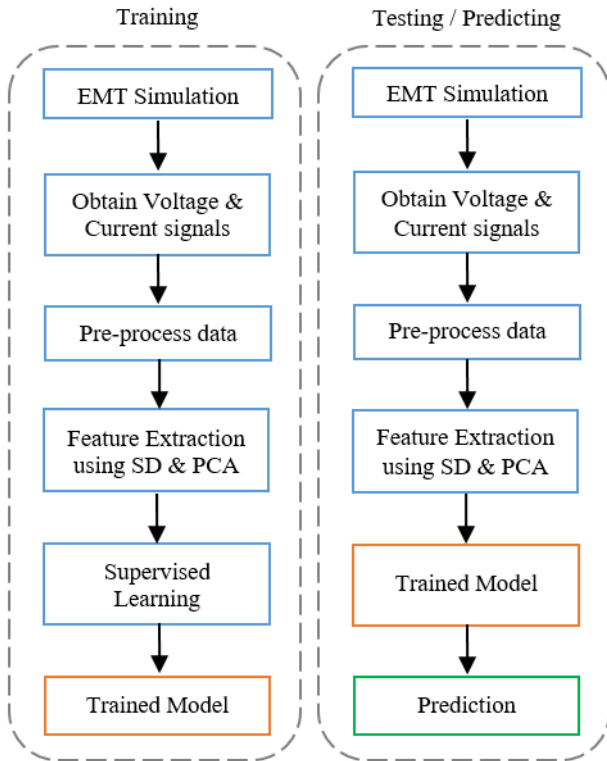 Training
EMT Simulation
Obtain Voltage &
Current signals
Pre-process data
Feature Extraction
using SD & PCA
Supervised
Learning
Trained Model
Testing / Predicting
EMT Simulation
Obtain Voltage &
Current signals
Pre-process data
Feature Extraction
using SD & PCA
Trained Model
Prediction